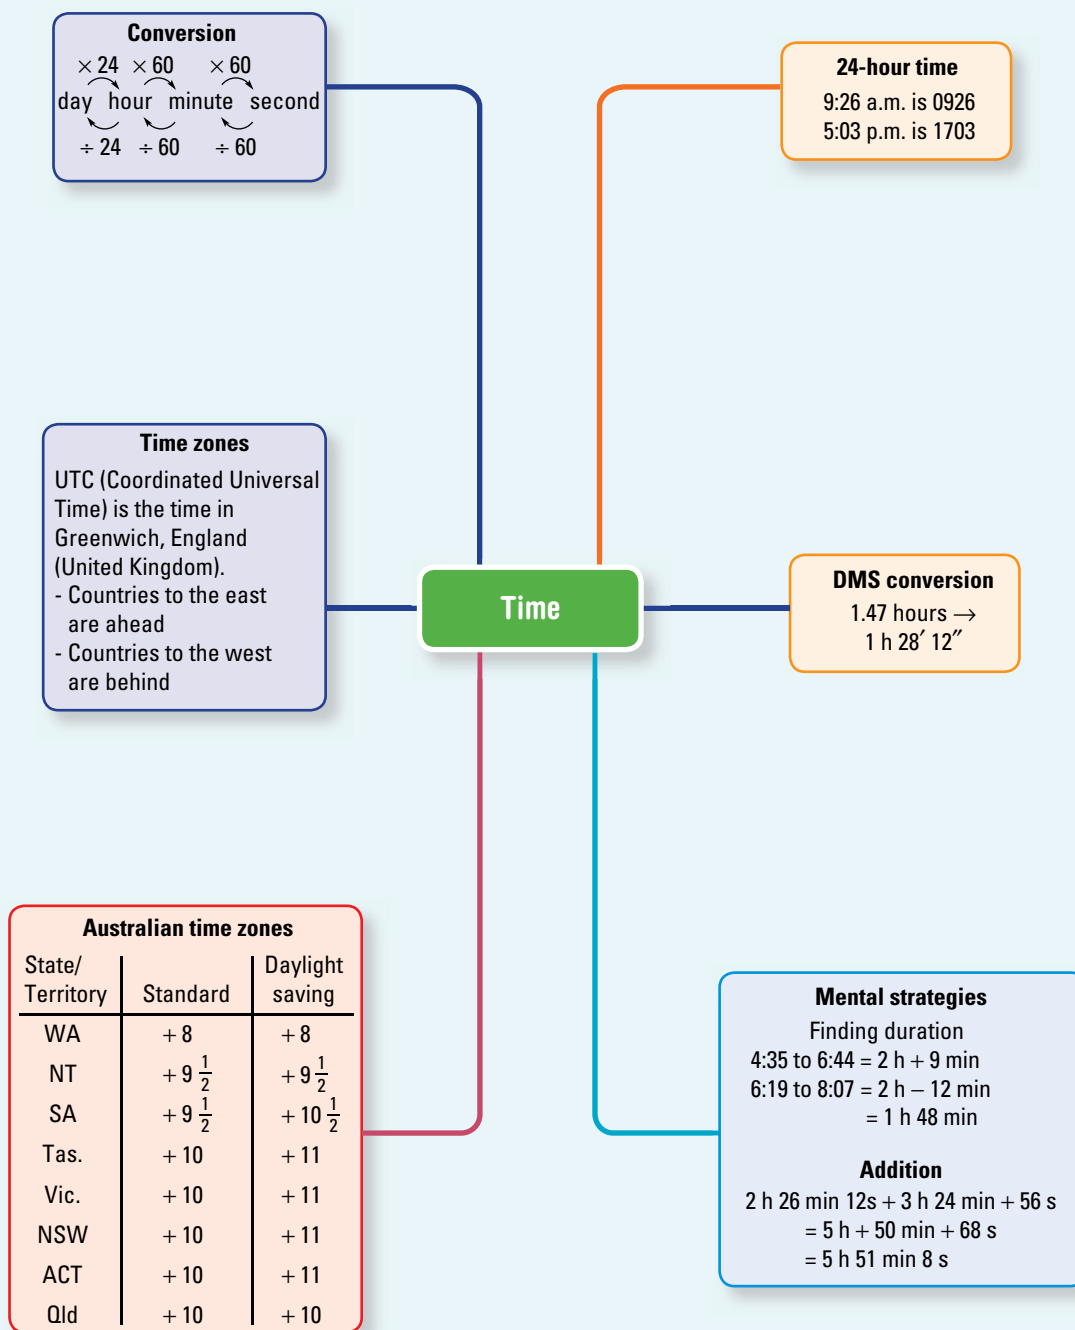 Conversion
× 24 × 60 × 60
day hour minute second
÷ 24 ÷ 60 ÷ 60
24-hour time
9:26 a.m. is 0926
5:03 p.m. is 1703
Time zones
UTC (Coordinated Universal
Time) is the time in
Greenwich, England
(United Kingdom).
- Countries to the east
are ahead
- Countries to the west
are behind
Time
DMS conversion
1.47 hours →
1 h 28′ 12″
Australian time zones
State/ Territory Standard Daylight saving
WA + 8 + 8
NT + 9 1/2 + 9 1/2
SA + 9 1/2 + 10 1/2
Tas. + 10 + 11
Vic. + 10 + 11
NSW + 10 + 11
ACT + 10 + 11
Qld + 10 + 10
Mental strategies
Finding duration
4:35 to 6:44 = 2 h + 9 min
6:19 to 8:07 = 2 h − 12 min
= 1 h 48 min
Addition
2 h 26 min 12s + 3 h 24 min + 56 s
= 5 h + 50 min + 68 s
= 5 h 51 min 8 s